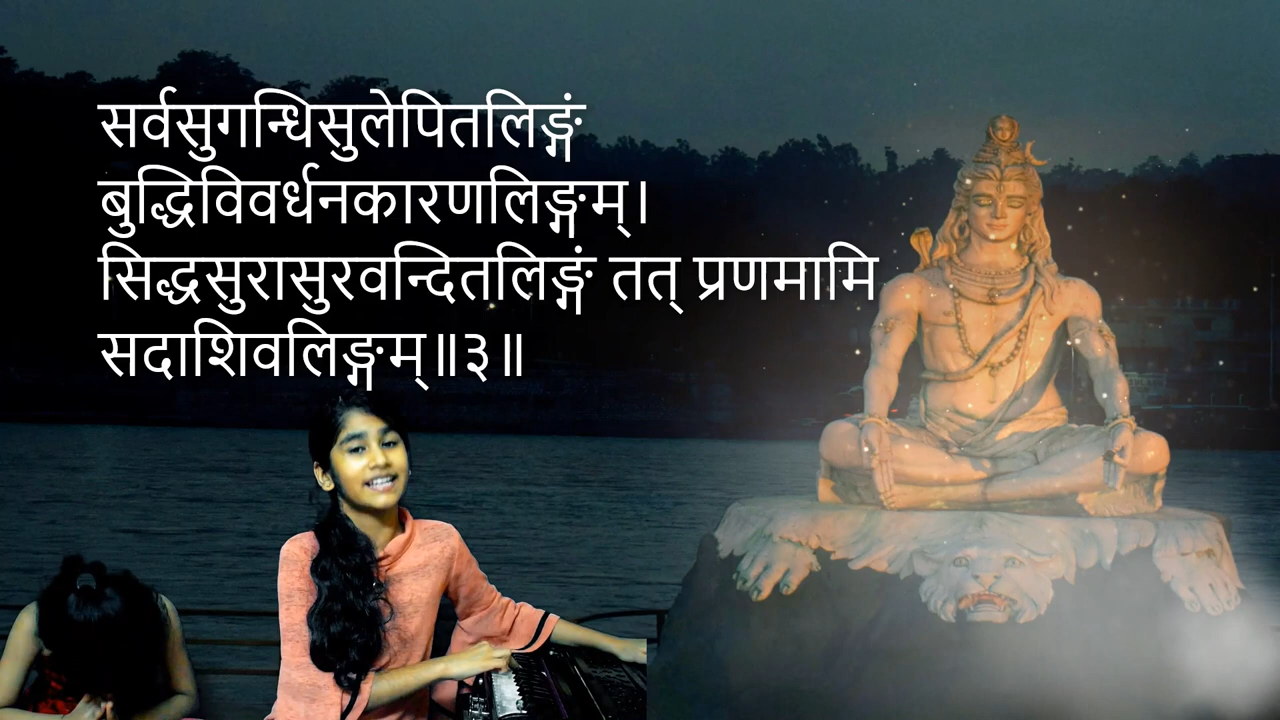 सर्वसुगन्धिसुलेपितलिङ्गं
बुद्धिविवर्धनकारणलिङ्गम्।
सिद्धसुरासुरवन्दितलिङ्गं तत् प्रणमामि
सदाशिवलिङ्गम्॥३॥